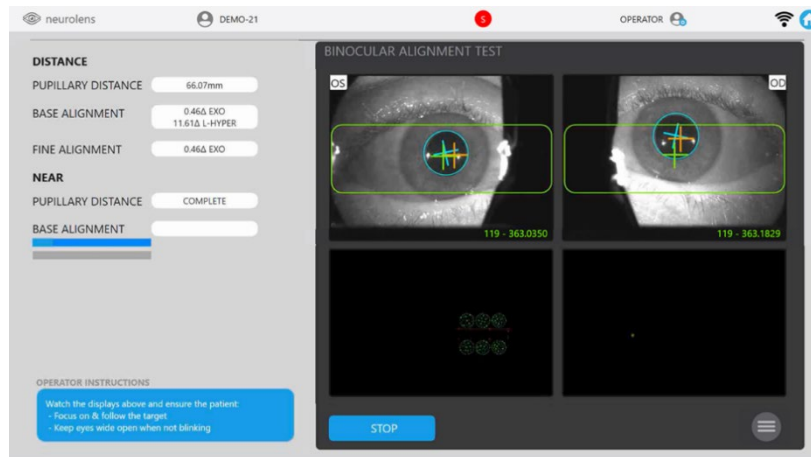 neurolens
DEMO-21
S
OPERATOR
DISTANCE
PUPILLARY DISTANCE 66.07mm
BASE ALIGNMENT 0.46Δ EXO
11.61Δ L-HYPER
FINE ALIGNMENT 0.46Δ EXO
NEAR
PUPILLARY DISTANCE COMPLETE
BASE ALIGNMENT
OPERATOR INSTRUCTIONS
Watch the displays above and ensure the patient:
- Focus on & follow the target
- Keep eyes wide open when not blinking
BINOCULAR ALIGNMENT TEST
OS
OD
119 - 363.0350
119 - 363.1829
STOP